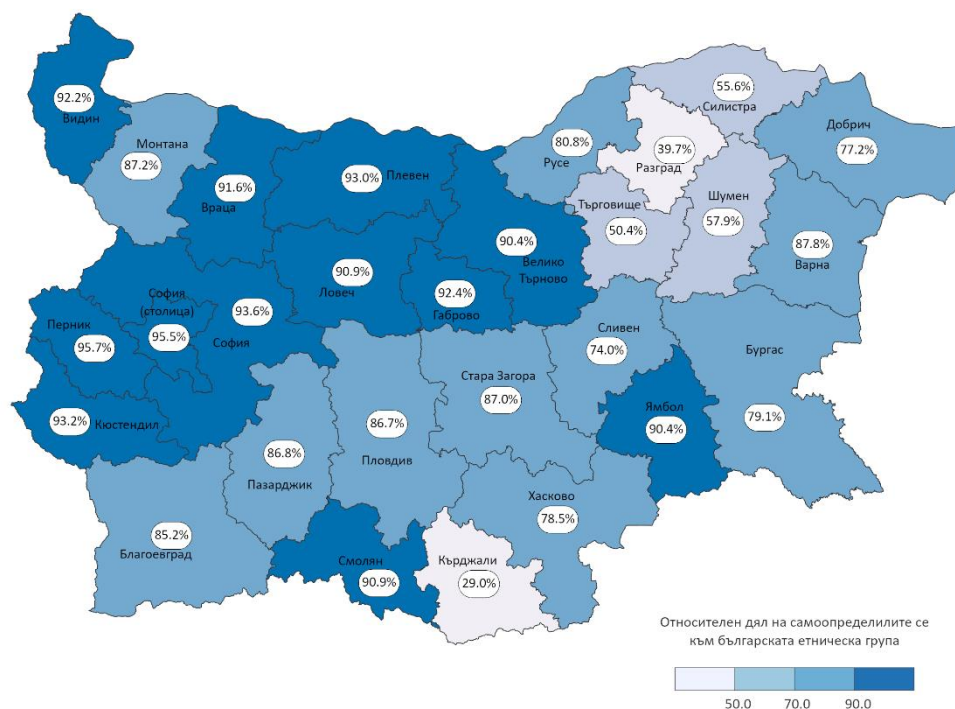 92.2%
Видин
Монтана
87.2%
91.6%
Враца
93.0%
Плевен
80.8%
Русе
55.6%
Силистра
39.7%
Разград
Добрич
77.2%
Търговище
50.4%
Шумен
57.9%
87.8%
Варна
90.4%
Велико
Търново
90.9%
Ловеч
92.4%
Габрово
София
(столица)
95.5%
93.6%
София
Перник
95.7%
93.2%
Кюстендил
Сливен
74.0%
Бургас
79.1%
Стара Загора
87.0%
Ямбол
90.4%
86.7%
Пловдив
86.8%
Пазарджик
85.2%
Благоевград
Хасково
78.5%
Смолян
90.9%
Кърджали
29.0%
Относителен дял на самоопределилите се
към българската етническа група
50.0 70.0 90.0